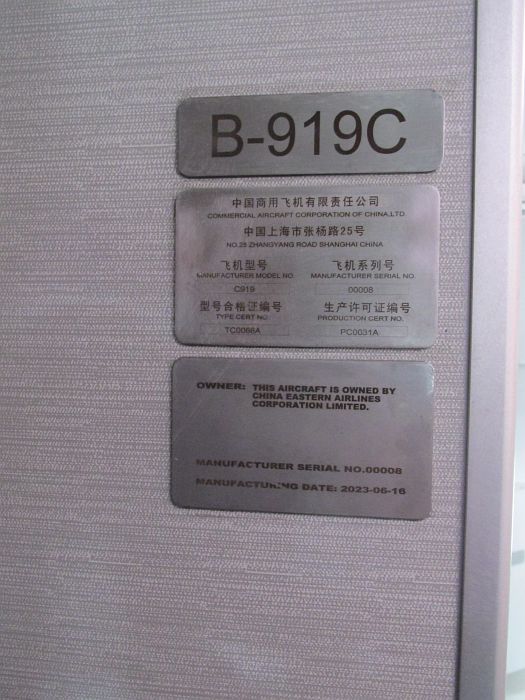 B-919C
中国商用飞机有限责任公司
COMMERCIAL AIRCRAFT CORPORATION OF CHINA,LTD
中国上海市张杨路25号
NO.25 ZHANGYANG ROAD SHANGHAI CHINA
飞机型号 飞机系列号
MANUFACTURER MODEL NO. MANUFACTURER SERIAL NO.
C919 00008
型号合格证编号 生产许可证编号
TYPE CERT NO. PRODUCTION CERT NO.
TC0068A PC0031A
OWNER: THIS AIRCRAFT IS OWNED BY
CHINA EASTERN AIRLINES
CORPORATION LIMITED.
MANUFACTURER SERIAL NO.00008
MANUFACTURING DATE: 2023-06-16